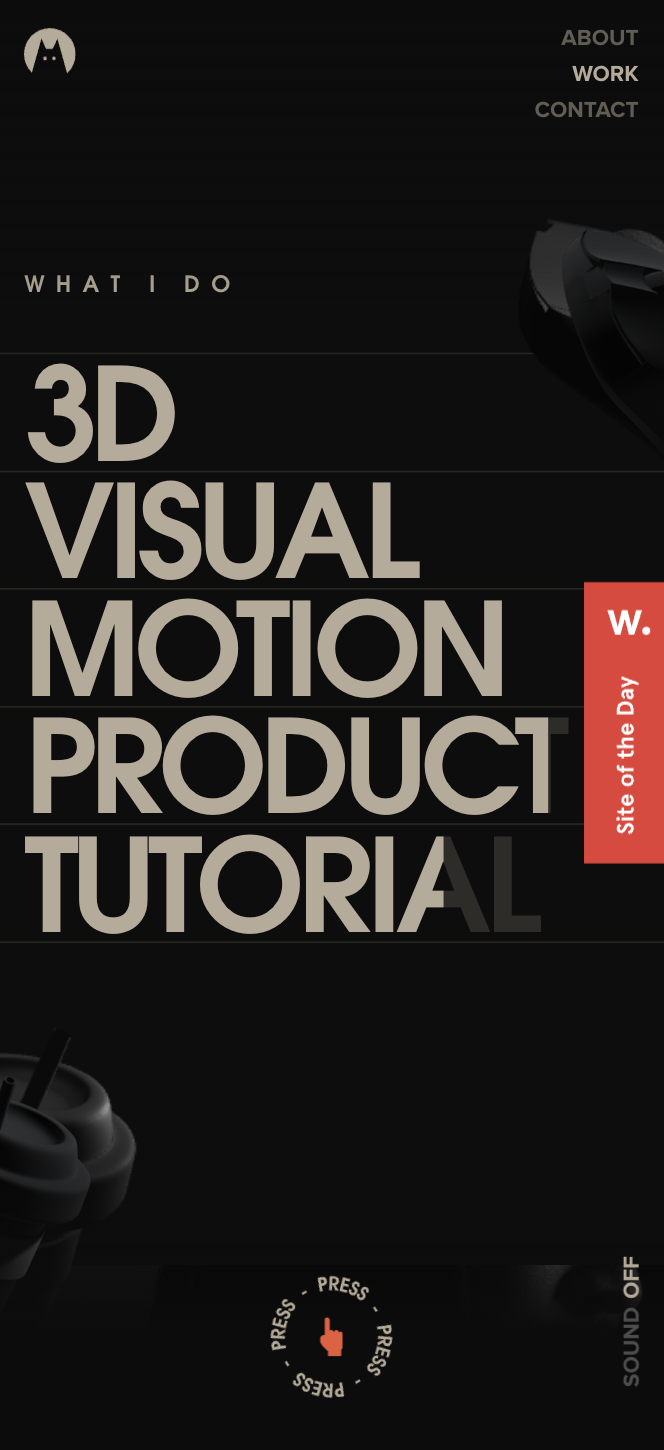 ABOUT
WORK
CONTACT
WHAT I DO
3D
VISUAL
MOTION
PRODUCT
TUTORIAL
W.
Site of the Day
PRESS - PRESS - PRESS - PRESS - PRESS -
SOUND OFF